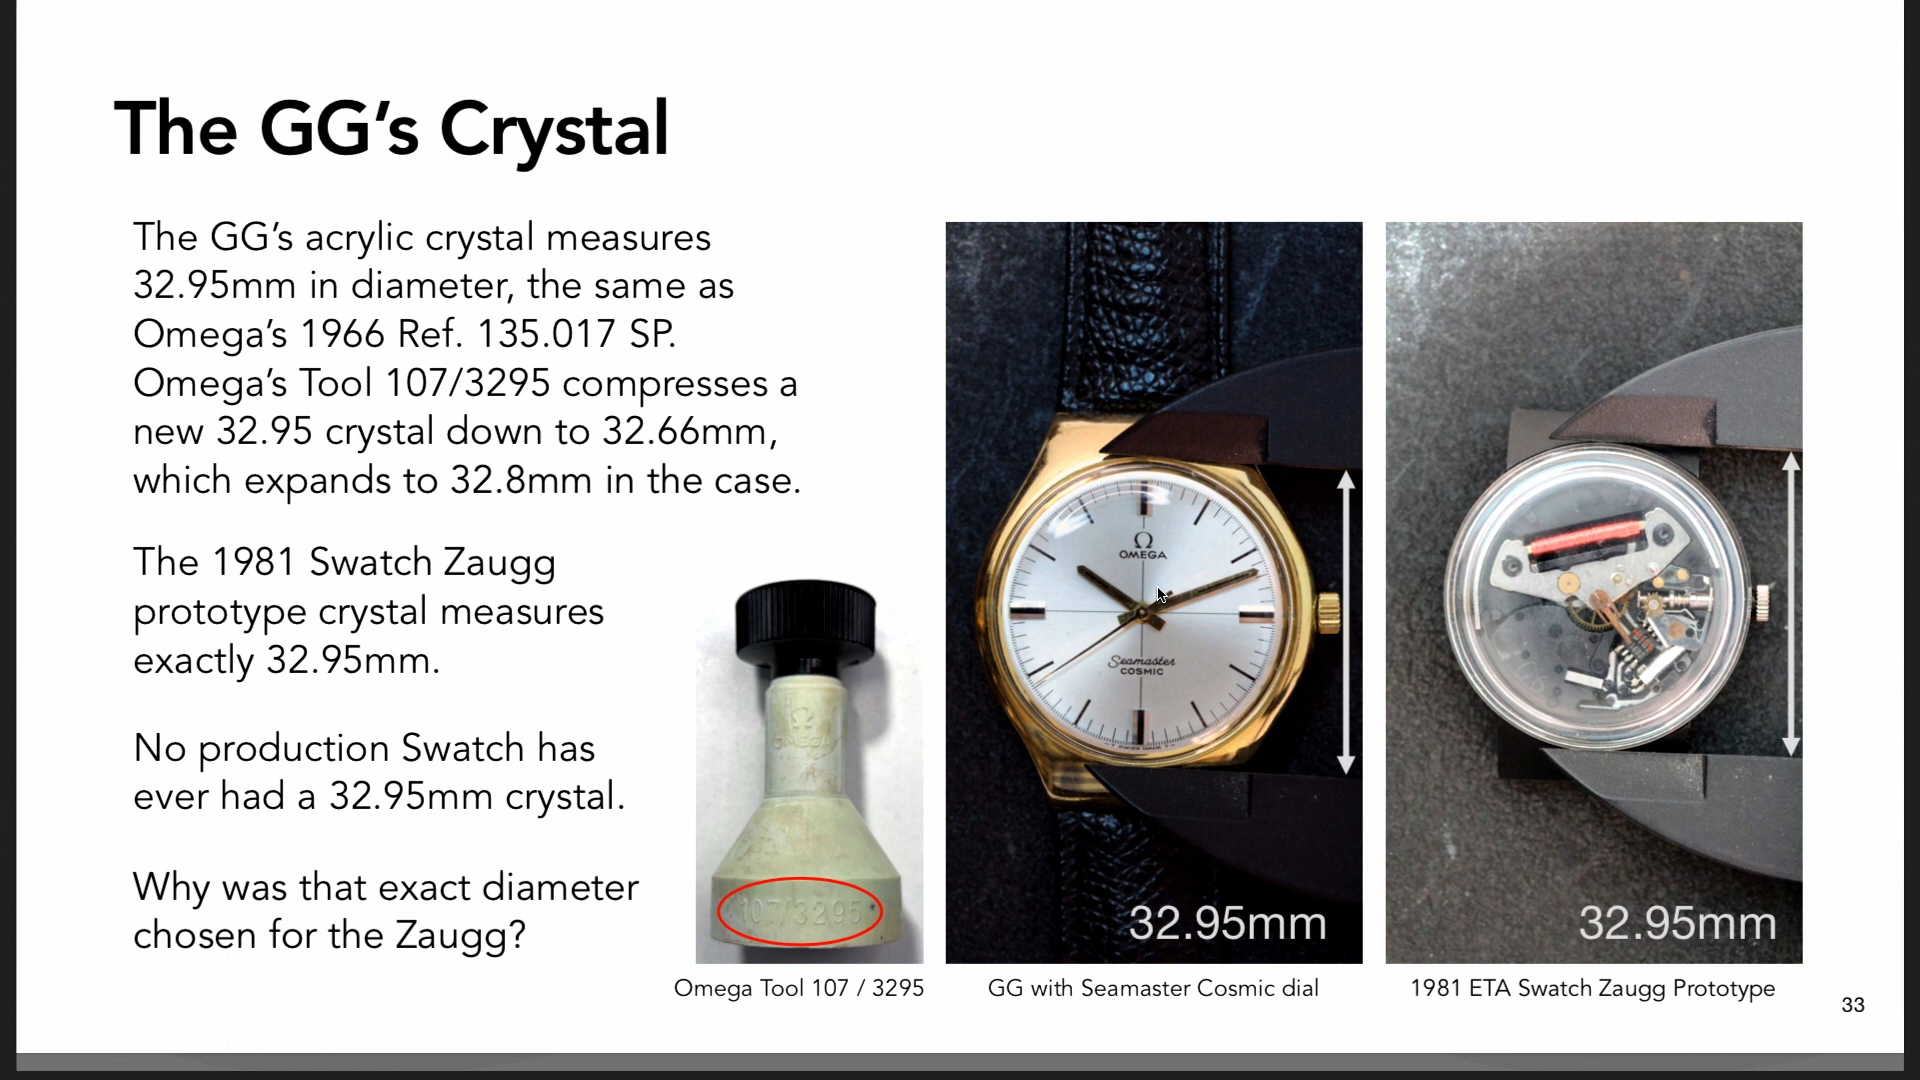 The GG's Crystal
The GG's acrylic crystal measures
32.95mm in diameter, the same as
Omega's 1966 Ref. 135.017 SP.
Omega's Tool 107/3295 compresses a
new 32.95 crystal down to 32.66mm,
which expands to 32.8mm in the case.
The 1981 Swatch Zaugg
prototype crystal measures
exactly 32.95mm.
No production Swatch has
ever had a 32.95mm crystal.
Why was that exact diameter
chosen for the Zaugg?
Ω
OMEGA
107/3295
Omega Tool 107 / 3295
Ω
OMEGA
Seamaster
COSMIC
32.95mm
GG with Seamaster Cosmic dial
32.95mm
1981 ETA Swatch Zaugg Prototype
33